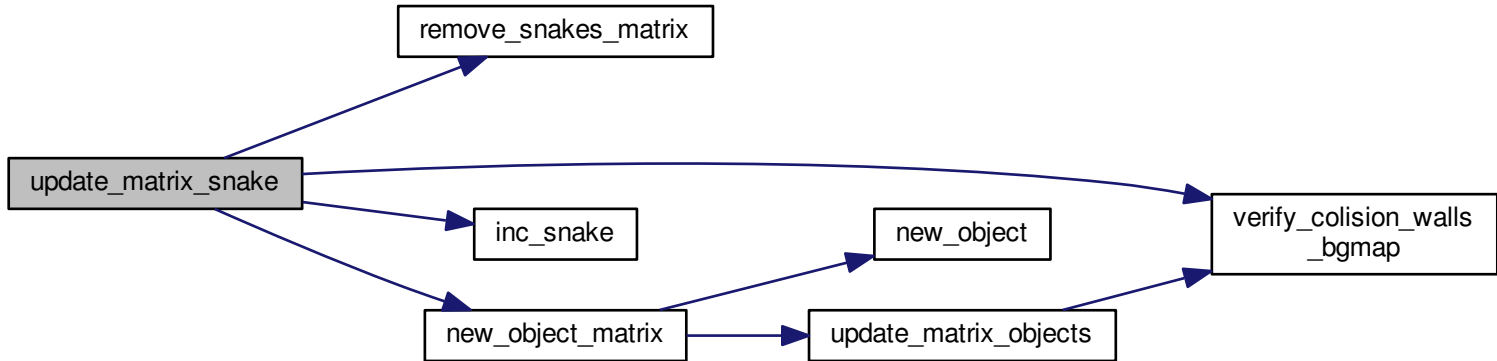 remove_snakes_matrix
update_matrix_snake
inc_snake
new_object
verify_colision_walls
_bgmap
new_object_matrix
update_matrix_objects